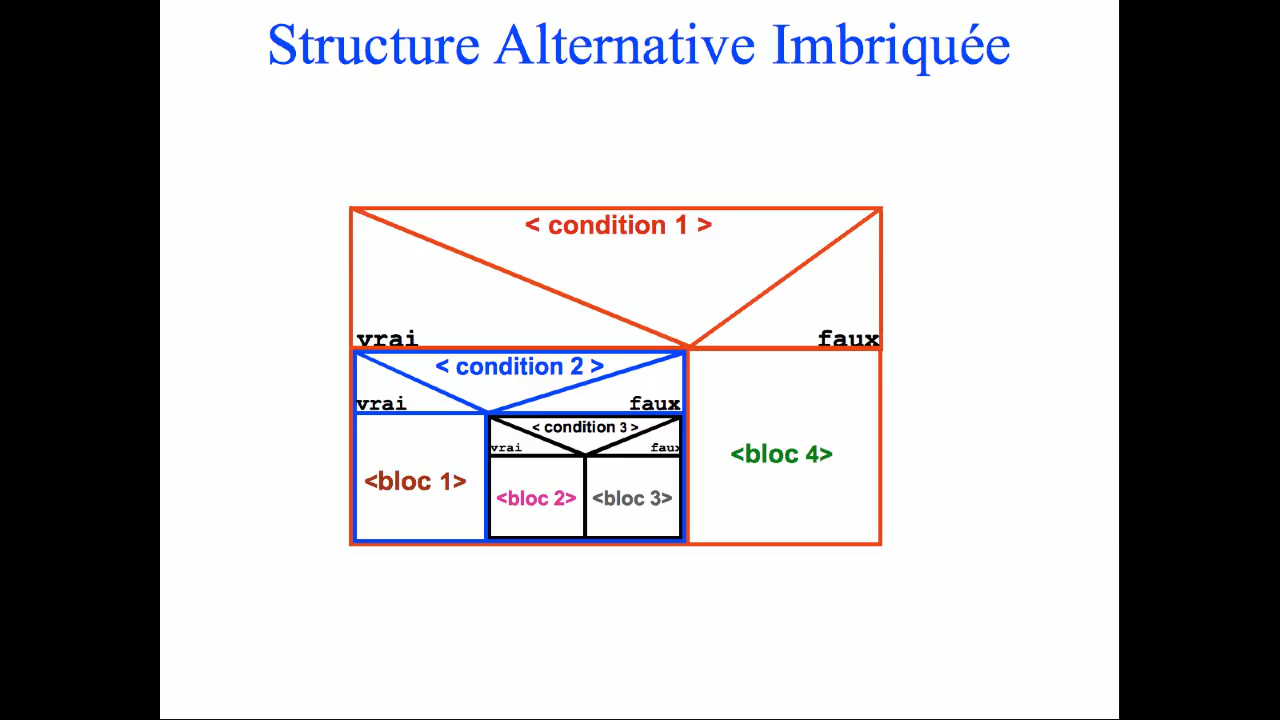 Structure Alternative Imbriquée
< condition 1 >
vrai
faux
< condition 2 >
vrai
faux
< condition 3 >
vrai
faux
<bloc 1>
<bloc 2>
<bloc 3>
<bloc 4>